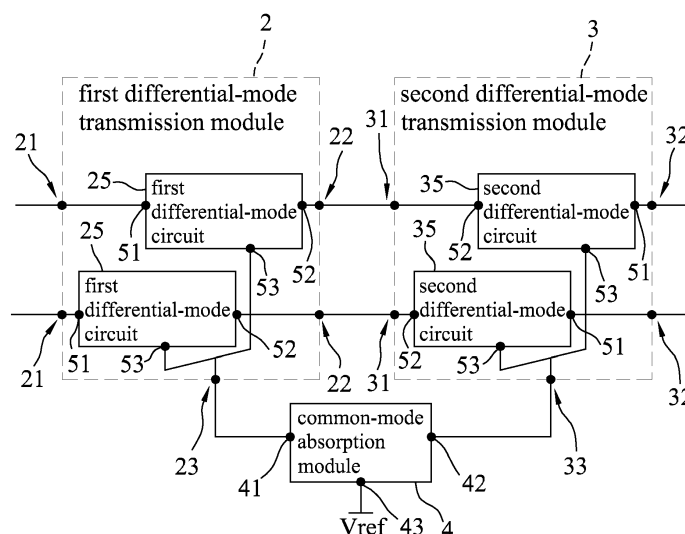 2
3
first differential-mode
transmission module
second differential-mode
transmission module
21
22
31
32
25
first
differential-mode
circuit
35
second
differential-mode
circuit
51
52
53
52
51
53
25
first
differential-mode
circuit
35
second
differential-mode
circuit
51
53
52
52
53
51
21
22
31
32
23
33
common-mode
absorption
module
41
42
43
4
Vref